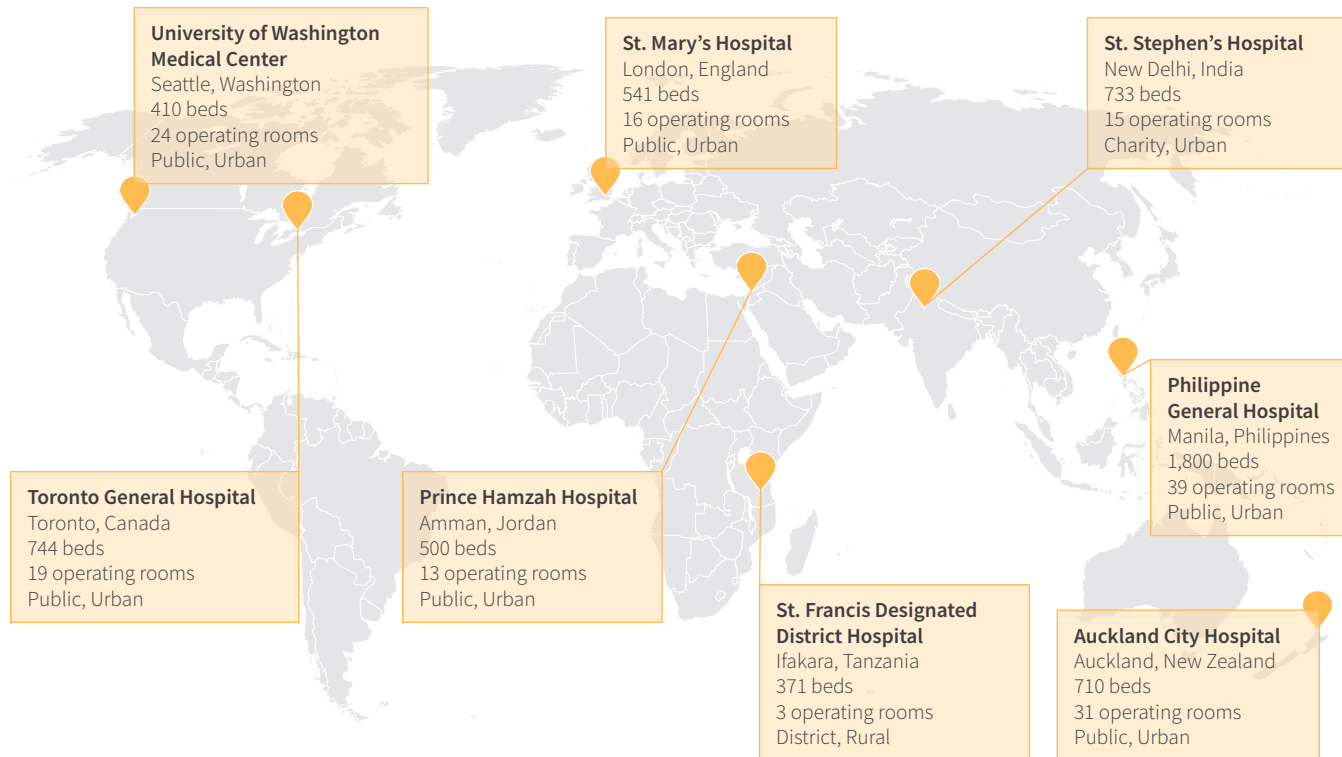 University of Washington
Medical Center
Seattle, Washington
410 beds
24 operating rooms
Public, Urban
St. Mary’s Hospital
London, England
541 beds
16 operating rooms
Public, Urban
St. Stephen’s Hospital
New Delhi, India
733 beds
15 operating rooms
Charity, Urban
Philippine
General Hospital
Manila, Philippines
1,800 beds
39 operating rooms
Public, Urban
Toronto General Hospital
Toronto, Canada
744 beds
19 operating rooms
Public, Urban
Prince Hamzah Hospital
Amman, Jordan
500 beds
13 operating rooms
Public, Urban
St. Francis Designated
District Hospital
Ifakara, Tanzania
371 beds
3 operating rooms
District, Rural
Auckland City Hospital
Auckland, New Zealand
710 beds
31 operating rooms
Public, Urban